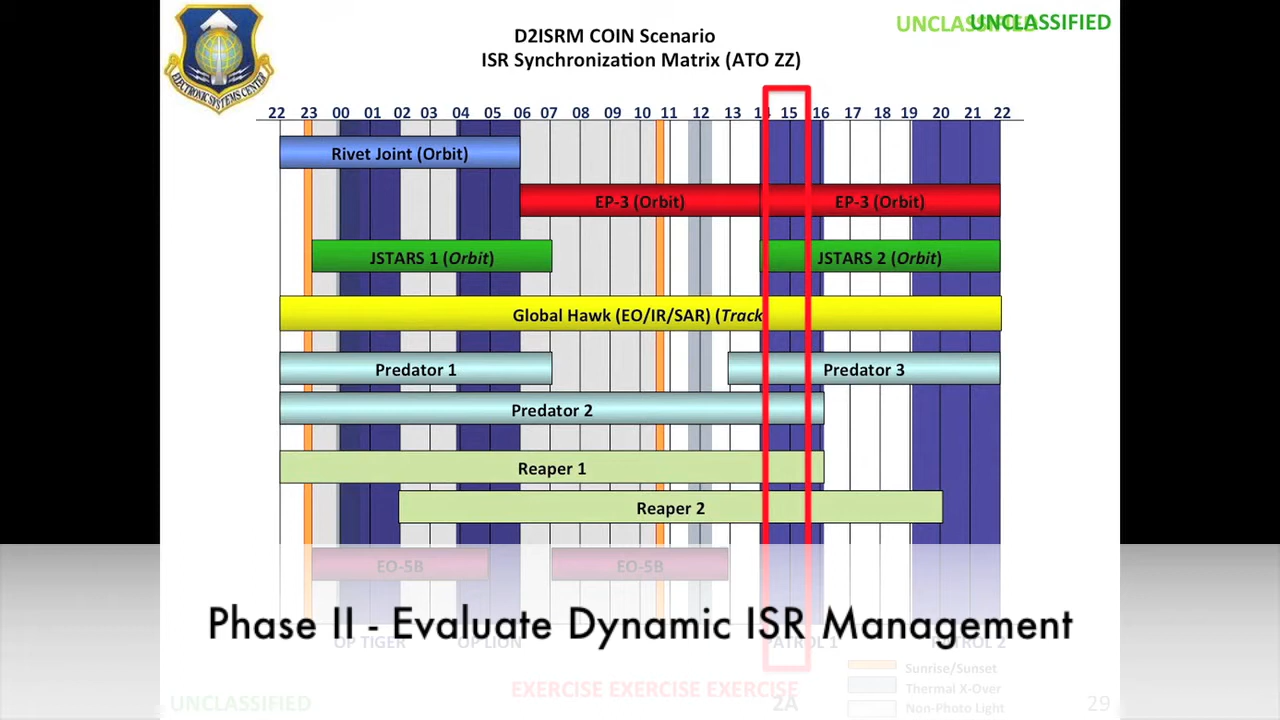 UNCLASSIFIED
UNCLASSIFIED
D2ISRM COIN Scenario
ISR Synchronization Matrix (ATO ZZ)
ELECTRONIC SYSTEMS CENTER
22 23 00 01 02 03 04 05 06 07 08 09 10 11 12 13 14 15 16 17 18 19 20 21 22
Rivet Joint (Orbit)
EP-3 (Orbit) EP-3 (Orbit)
JSTARS 1 (Orbit) JSTARS 2 (Orbit)
Global Hawk (EO/IR/SAR) (Track
Predator 1 Predator 3
Predator 2
Reaper 1
Reaper 2
EO-5B EO-5B
Phase II - Evaluate Dynamic ISR Management
OP TIGER OP LION PATROL 1 PATROL 2
Sunrise/Sunset
EXERCISE EXERCISE EXERCISE
Thermal X-Over
UNCLASSIFIED 2A Non-Photo Light 29